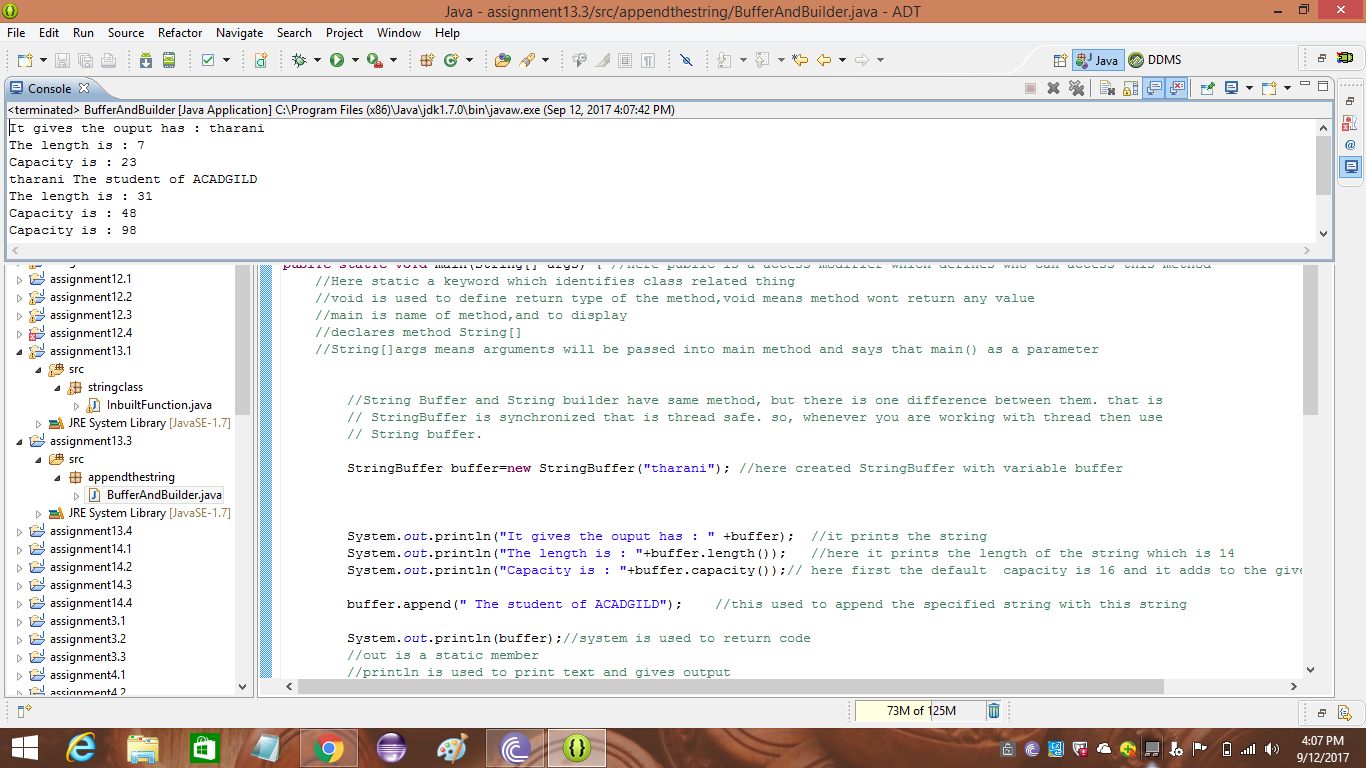 Java - assignment13.3/src/appendthestring/BufferAndBuilder.java - ADT
File Edit Run Source Refactor Navigate Search Project Window Help
Java DDMS
Console
<terminated> BufferAndBuilder [Java Application] C:\Program Files (x86)\Java\jdk1.7.0\bin\javaw.exe (Sep 12, 2017 4:07:42 PM)
It gives the ouput has : tharani
The length is : 7
Capacity is : 23
tharani The student of ACADGILD
The length is : 31
Capacity is : 48
Capacity is : 98
assignment12.1
assignment12.2
assignment12.3
assignment12.4
assignment13.1
src
stringclass
InbuiltFunction.java
JRE System Library [JavaSE-1.7]
assignment13.3
src
appendthestring
BufferAndBuilder.java
JRE System Library [JavaSE-1.7]
assignment13.4
assignment14.1
assignment14.2
assignment14.3
assignment14.4
assignment3.1
assignment3.2
assignment3.3
assignment4.1
assignment4.2
public static void main(String[] args) { //here public is a access modifier which defines who can access this method
//Here static a keyword which identifies class related thing
//void is used to define return type of the method,void means method wont return any value
//main is name of method,and to display
//declares method String[]
//String[]args means arguments will be passed into main method and says that main() as a parameter
//String Buffer and String builder have same method, but there is one difference between them. that is
// StringBuffer is synchronized that is thread safe. so, whenever you are working with thread then use
// String buffer.
StringBuffer buffer=new StringBuffer("tharani"); //here created StringBuffer with variable buffer
System.out.println("It gives the ouput has : " +buffer); //it prints the string
System.out.println("The length is : "+buffer.length()); //here it prints the length of the string which is 14
System.out.println("Capacity is : "+buffer.capacity());// here first the default capacity is 16 and it adds to the give
buffer.append(" The student of ACADGILD"); //this used to append the specified string with this string
System.out.println(buffer);//system is used to return code
//out is a static member
//println is used to print text and gives output
73M of 125M
4:07 PM
9/12/2017